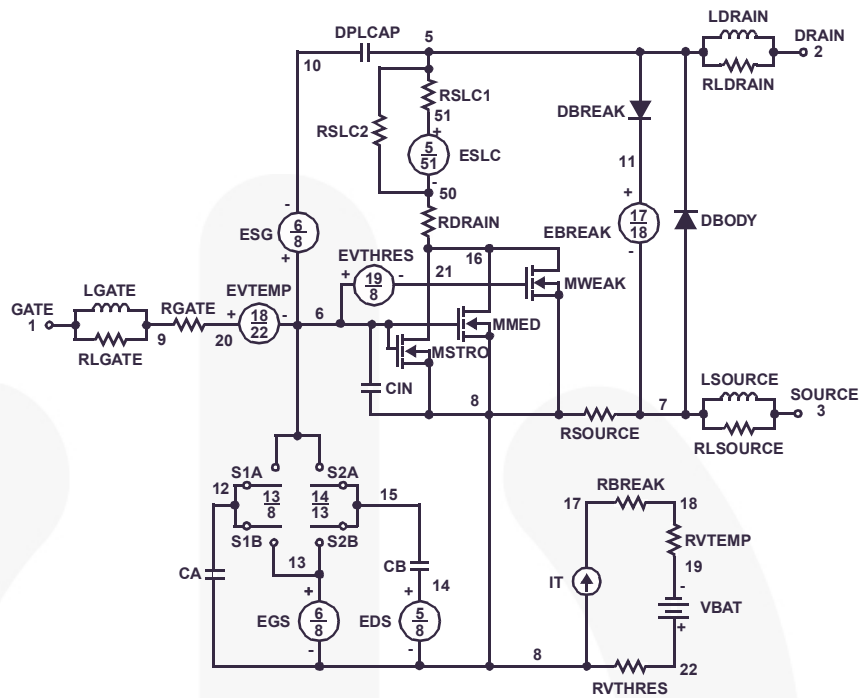 LDRAIN
DPLCAP 5 DRAIN
10 2
RLDRAIN
RSLC1
DBREAK
RSLC2 51
+
5
51
ESLC
11
-
50
- +
6
8
ESG
RDRAIN
17
18
EBREAK
DBODY
+
EVTHRES
16
-
+ 19
8
- 21
MWEAK
LGATE
EVTEMP
GATE RGATE
1
+ 18
22
- 6
MMED
9 20
RLGATE
MSTRO
LSOURCE
CIN
8 7 SOURCE
3
RSOURCE
RLSOURCE
S1A S2A
12
13
8
14
13
15
RBREAK
17 18
S1B S2B
RVTEMP
13
CA
CB
19
IT
-
14
+ +
VBAT
6
8
EGS
5
8
EDS
+
- -
8 22
RVTHRES